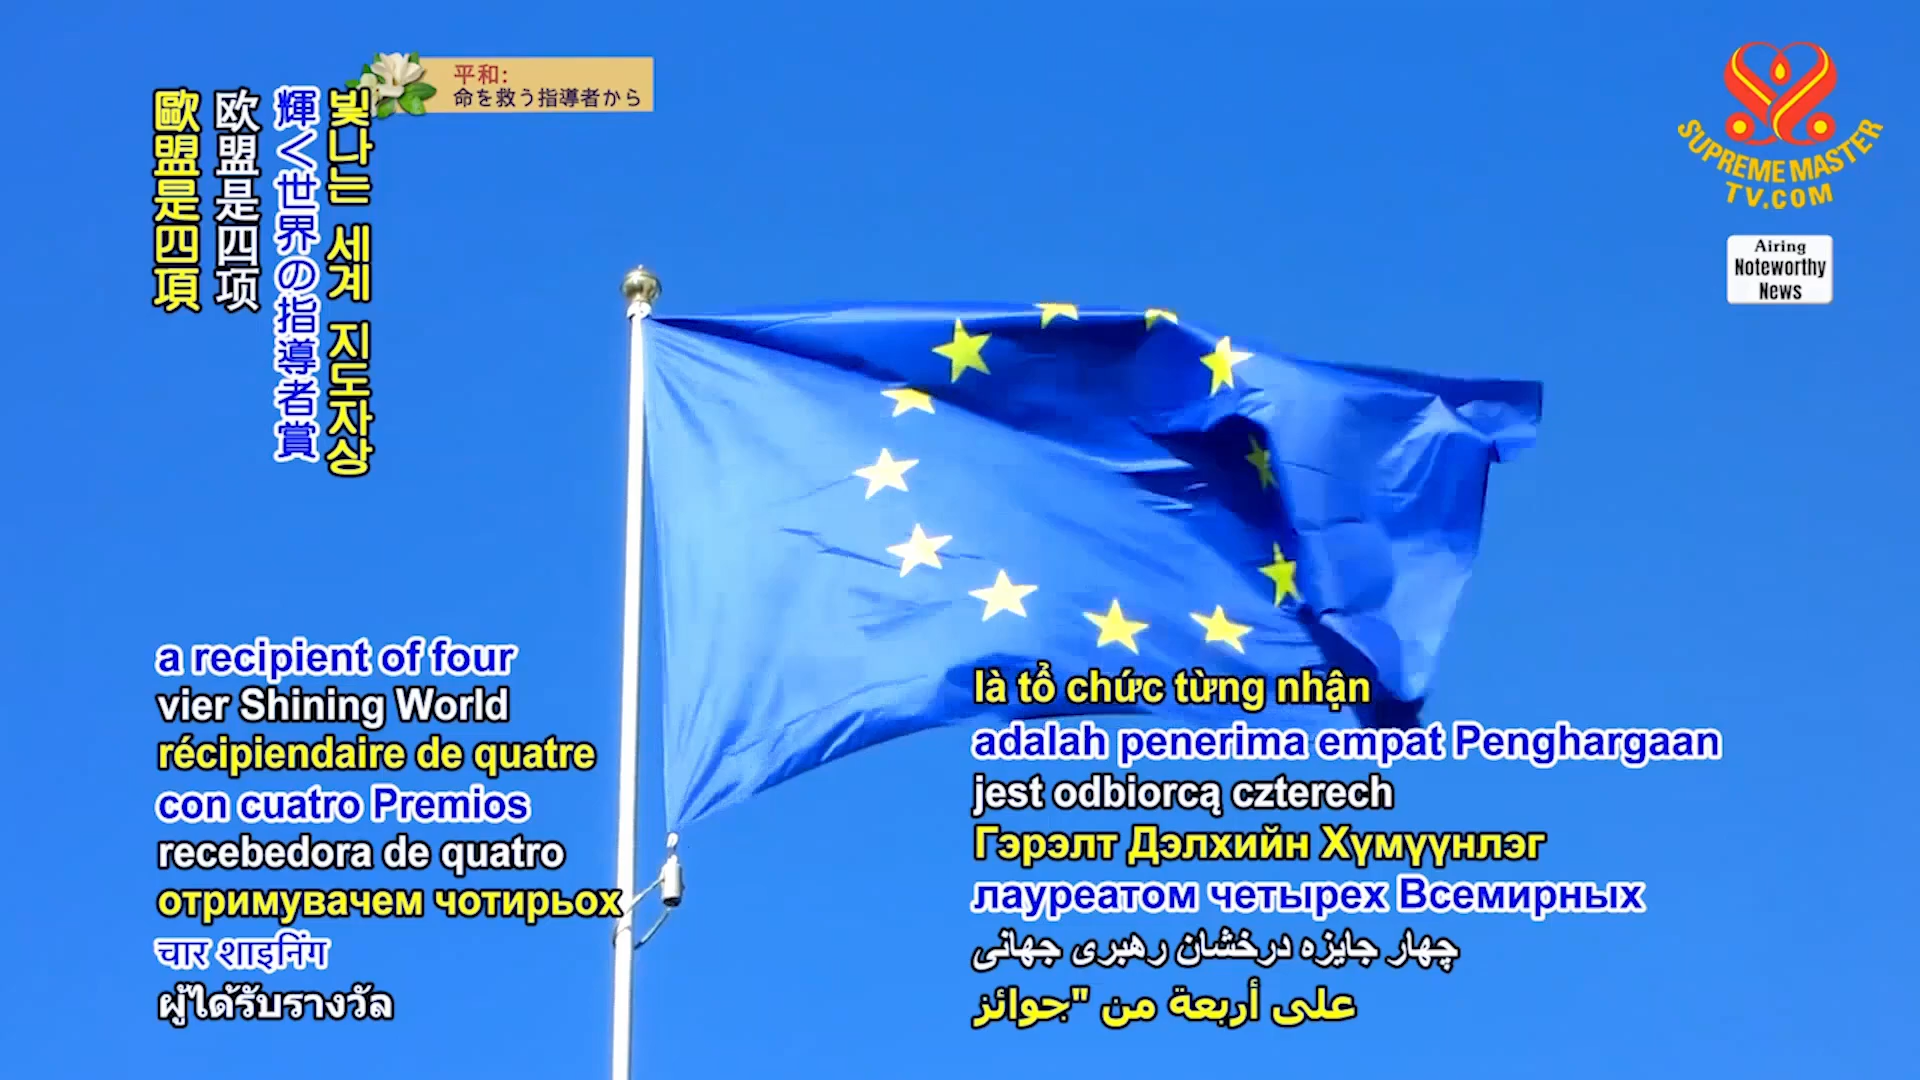 平和:
命を救う指導者から
歐盟是四項
欧盟是四项
輝く世界の指導者賞
빛나는 세계 지도자상
SUPREME MASTER
TV.COM
Airing
Noteworthy
News
a recipient of four
vier Shining World
récipiendaire de quatre
con cuatro Premios
recebedora de quatro
отримувачем чотирьох
चार शाइनिंग
ผู้ได้รับรางวัล
là tổ chức từng nhận
adalah penerima empat Penghargaan
jest odbiorcą czterech
Гэрэлт Дэлхийн Хүмүүнлэг
лауреатом четырех Всемирных
چهار جایزه درخشان رهبری جهانی
على أربعة من "جوائز